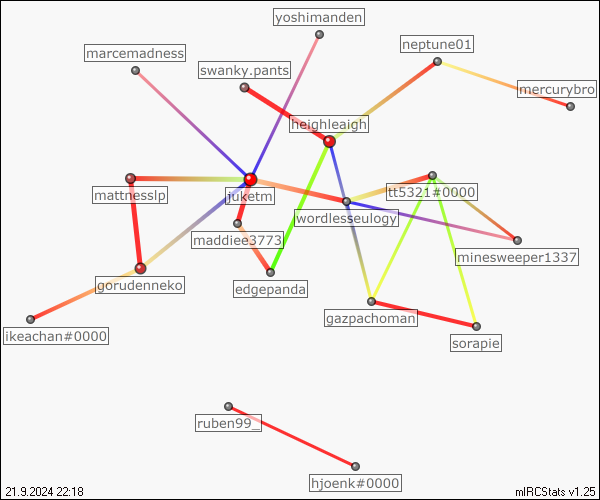 yoshimanden
neptune01
marcemadness
swanky.pants
mercurybro
heighleaigh
mattnesslp
juketm
tt5321#0000
wordlesseulogy
maddiee3773
minesweeper1337
gorudenneko
edgepanda
gazpachoman
ikeachan#0000
sorapie
ruben99_
hjoenk#0000
21.9.2024 22:18
mIRCStats v1.25